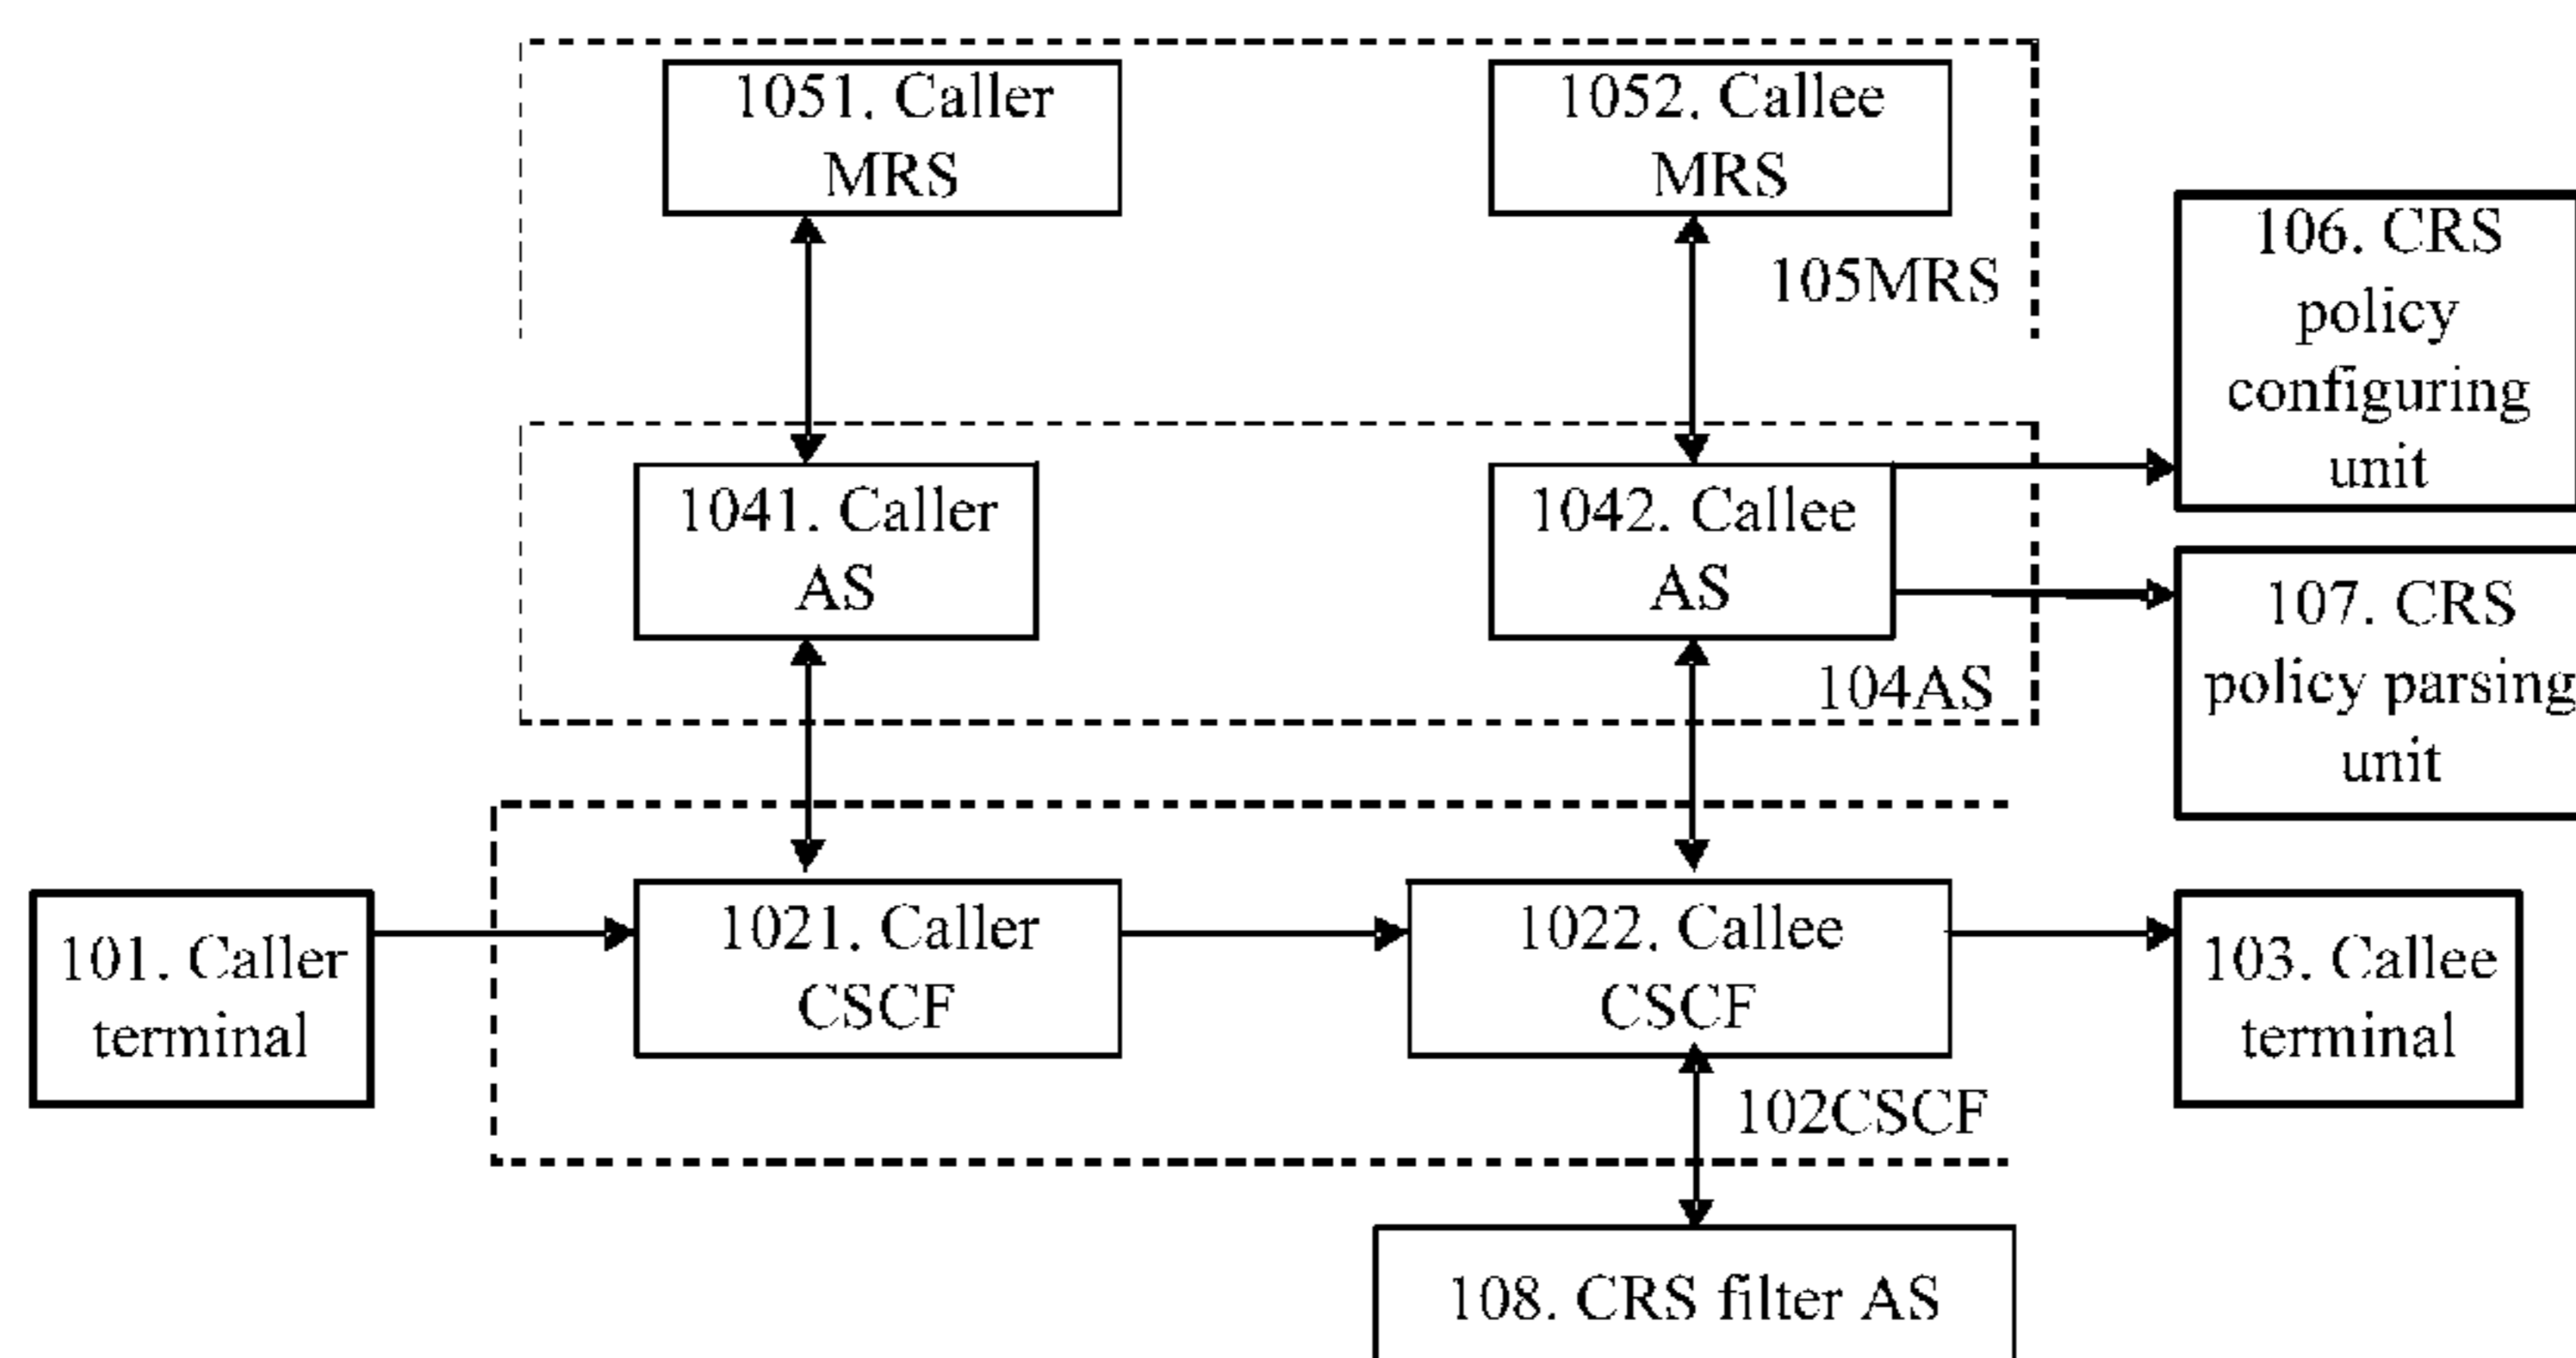 1051. Caller
MRS
1052. Callee
MRS
105MRS
106. CRS
policy
configuring
unit
1041. Caller
AS
1042. Callee
AS
104AS
107. CRS
policy parsing
unit
101. Caller
terminal
1021. Caller
CSCF
1022. Callee
CSCF
102CSCF
103. Callee
terminal
108. CRS filter AS